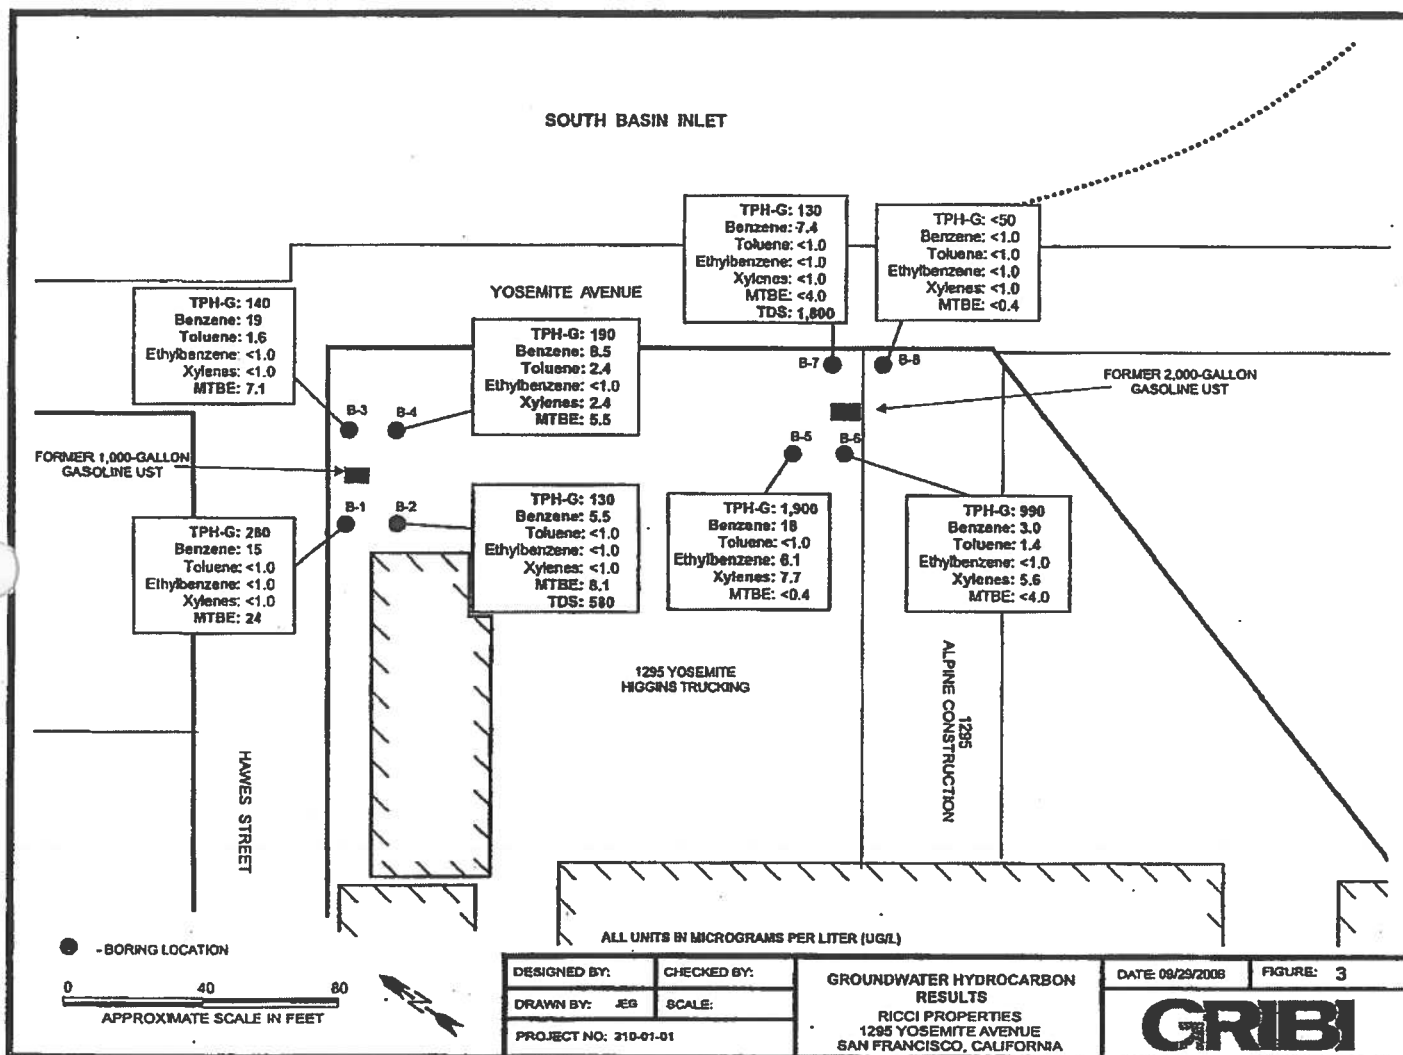 SOUTH BASIN INLET
TPH-G: 130
Benzene: 7.4
Toluene: <1.0
Ethylbenzene: <1.0
Xylenes: <1.0
MTBE: <4.0
TDS: 1,800
TPH-G: <50
Benzene: <1.0
Toluene: <1.0
Ethylbenzene: <1.0
Xylenes: <1.0
MTBE: <0.4
YOSEMITE AVENUE
TPH-G: 140
Benzene: 19
Toluene: 1.6
Ethylbenzene: <1.0
Xylenes: <1.0
MTBE: 7.1
TPH-G: 190
Benzene: 8.5
Toluene: 2.4
Ethylbenzene: <1.0
Xylenes: 2.4
MTBE: 5.5
B-7
B-8
FORMER 2,000-GALLON
GASOLINE UST
B-3
B-4
B-5
B-6
FORMER 1,000-GALLON
GASOLINE UST
B-1
B-2
TPH-G: 280
Benzene: 15
Toluene: <1.0
Ethylbenzene: <1.0
Xylenes: <1.0
MTBE: 24
TPH-G: 130
Benzene: 5.5
Toluene: <1.0
Ethylbenzene: <1.0
Xylenes: <1.0
MTBE: 8.1
TDS: 580
TPH-G: 1,900
Benzene: 18
Toluene: <1.0
Ethylbenzene: 6.1
Xylenes: 7.7
MTBE: <0.4
TPH-G: 990
Benzene: 3.0
Toluene: 1.4
Ethylbenzene: <1.0
Xylenes: 5.6
MTBE: <4.0
1295 YOSEMITE
HIGGINS TRUCKING
1295
ALPINE CONSTRUCTION
HAWES STREET
- BORING LOCATION
0 40 80
APPROXIMATE SCALE IN FEET
N
ALL UNITS IN MICROGRAMS PER LITER (UG/L)
DESIGNED BY:
CHECKED BY:
DRAWN BY: JEG
SCALE:
PROJECT NO: 210-01-01
GROUNDWATER HYDROCARBON
RESULTS
RICCI PROPERTIES
1295 YOSEMITE AVENUE
SAN FRANCISCO, CALIFORNIA
DATE: 09/29/2008
FIGURE: 3
GRIBI